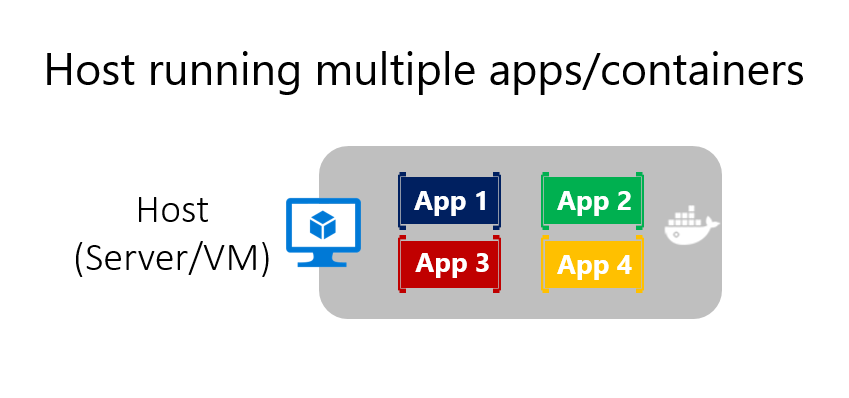 Host running multiple apps/containers
Host
(Server/VM)
App 1
App 2
App 3
App 4